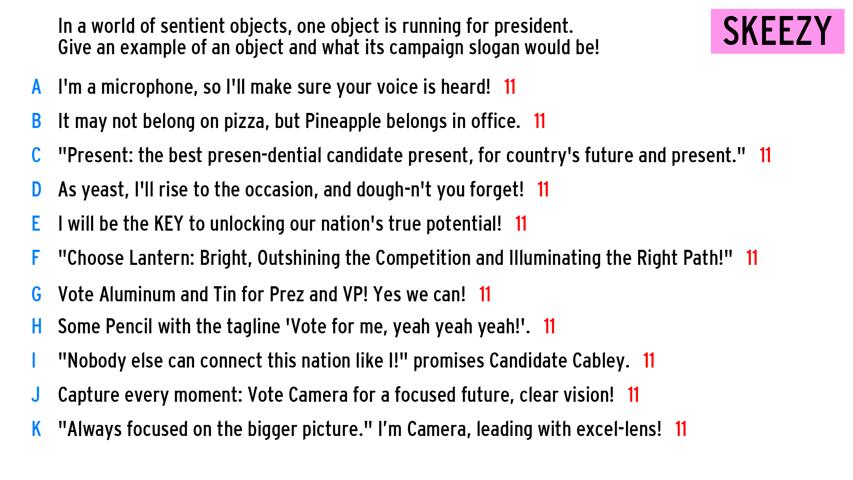 In a world of sentient objects, one object is running for president.
Give an example of an object and what its campaign slogan would be!
SKEEZY
A I'm a microphone, so I'll make sure your voice is heard! 11
B It may not belong on pizza, but Pineapple belongs in office. 11
C "Present: the best presen-dential candidate present, for country's future and present." 11
D As yeast, I'll rise to the occasion, and dough-n't you forget! 11
E I will be the KEY to unlocking our nation's true potential! 11
F "Choose Lantern: Bright, Outshining the Competition and Illuminating the Right Path!" 11
G Vote Aluminum and Tin for Prez and VP! Yes we can! 11
H Some Pencil with the tagline 'Vote for me, yeah yeah yeah!'. 11
I "Nobody else can connect this nation like I!" promises Candidate Cabley. 11
J Capture every moment: Vote Camera for a focused future, clear vision! 11
K "Always focused on the bigger picture." I’m Camera, leading with excel-lens! 11